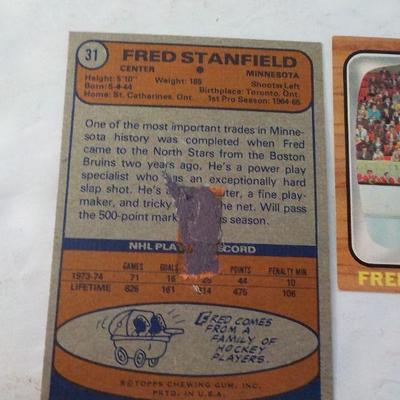 31
FRED STANFIELD
CENTER
MINNESOTA
Height: 5'10" Weight: 185 Shoots: Left
Born: 5-4-44 Birthplace: Toronto, Ont.
Home: St. Catharines, Ont. 1st Pro Season: 1964-65
One of the most important trades in Minne-
sota history was completed when Fred
came to the North Stars from the Boston
Bruins two years ago. He's a power play
specialist who has an exceptionally hard
slap shot. He's a fine play-
maker, and tricky the net. Will pass
the 500-point mark this season.
NHL RECORD
GAMES GOALS POINTS PENALTY MIN.
1973-74 71 16 44 10
LIFETIME 626 161 106
FRED COMES
FROM A
FAMILY OF
HOCKEY
PLAYERS.
© TOPPS CHEWING GUM, INC.
PRTD. IN U.S.A.
FRE